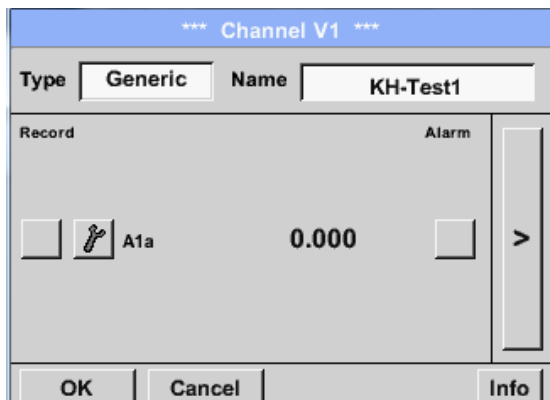 *** Channel V1 ***
Type Generic Name KH-Test1
Record Alarm
A1a 0.000 >
OK Cancel Info